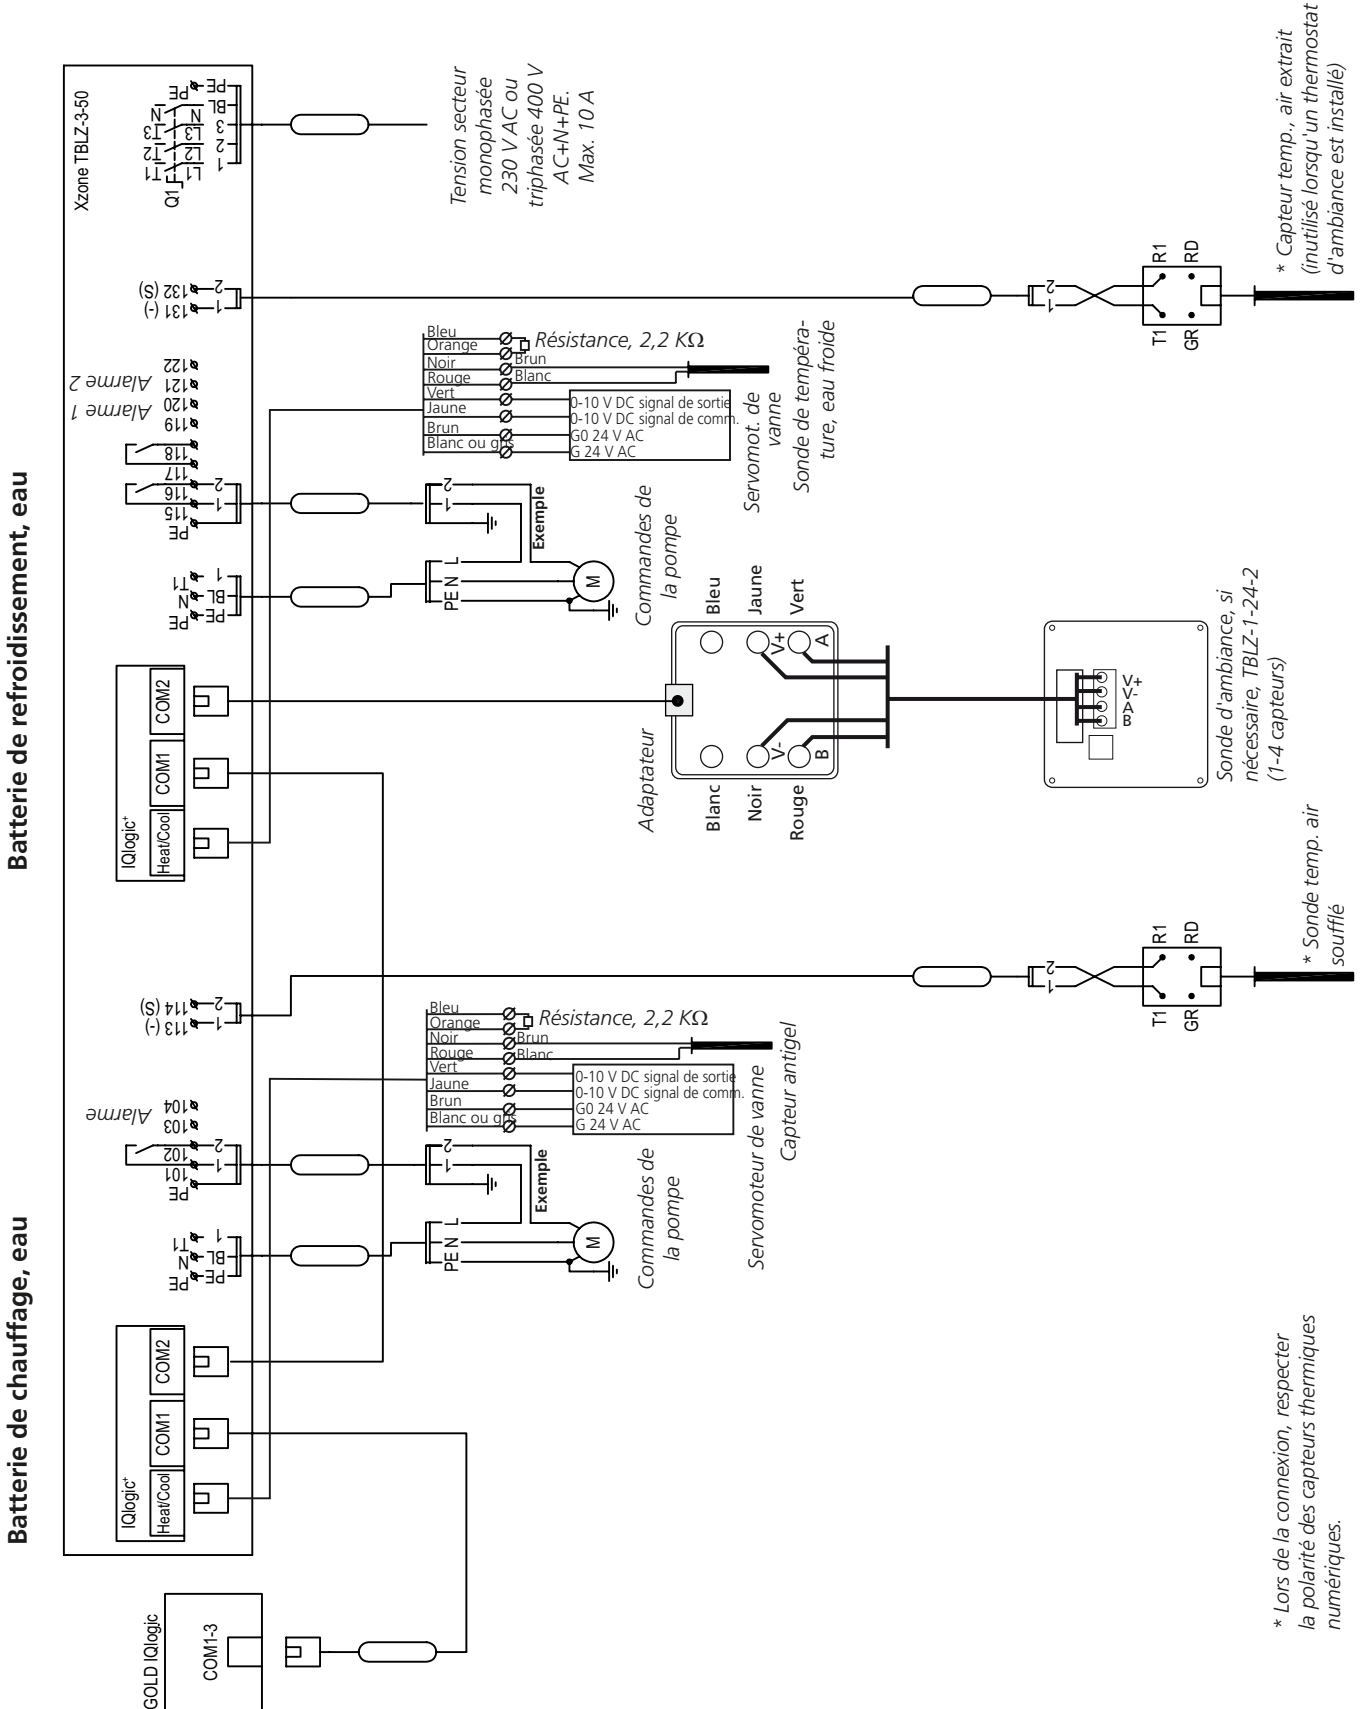 Batterie de chauffage, eau
Batterie de refroidissement, eau
GOLD IQlogic
COM1-3
Xzone TBLZ-3-50
IQlogic+
Heat/Cool
COM1
COM2
PE
N
T1
PE
BL
1
PE
101
102
103
104
1
2
Alarme
113 (-)
114 (S)
1
2
IQlogic+
Heat/Cool
COM1
COM2
PE
N
T1
PE
BL
1
PE
115
116
117
118
119
120
121
122
1
2
Alarme 1
Alarme 2
131 (-)
132 (S)
1
2
Q1
T1
T2
T3
N
PE
L1
L2
L3
N
1
2
3
BL
PE
Tension secteur
monophasée
230 V AC ou
triphasée 400 V
AC+N+PE.
Max. 10 A
PE N L
1
2
Exemple
M
Commandes de
la pompe
Bleu
Orange
Noir
Rouge
Vert
Jaune
Brun
Blanc ou gris
Résistance, 2,2 KΩ
Brun
Blanc
0-10 V DC signal de sortie
0-10 V DC signal de comm.
G0 24 V AC
G 24 V AC
Servomoteur de vanne
Capteur antigel
PE N L
1
2
Exemple
M
Commandes de
la pompe
Bleu
Orange
Noir
Rouge
Vert
Jaune
Brun
Blanc ou gris
Résistance, 2,2 KΩ
Brun
Blanc
0-10 V DC signal de sortie
0-10 V DC signal de comm.
G0 24 V AC
G 24 V AC
Servomot. de
vanne
Sonde de tempéra-
ture, eau froide
Adaptateur
Blanc
Noir
Rouge
Bleu
Jaune
Vert
V-
V+
B
A
V+
V-
A
B
Sonde d'ambiance, si
nécessaire, TBLZ-1-24-2
(1-4 capteurs)
1
2
T1
R1
GR
RD
* Sonde temp. air
soufflé
1
2
T1
R1
GR
RD
* Capteur temp., air extrait
(inutilisé lorsqu'un thermostat
d'ambiance est installé)
* Lors de la connexion, respecter
la polarité des capteurs thermiques
numériques.